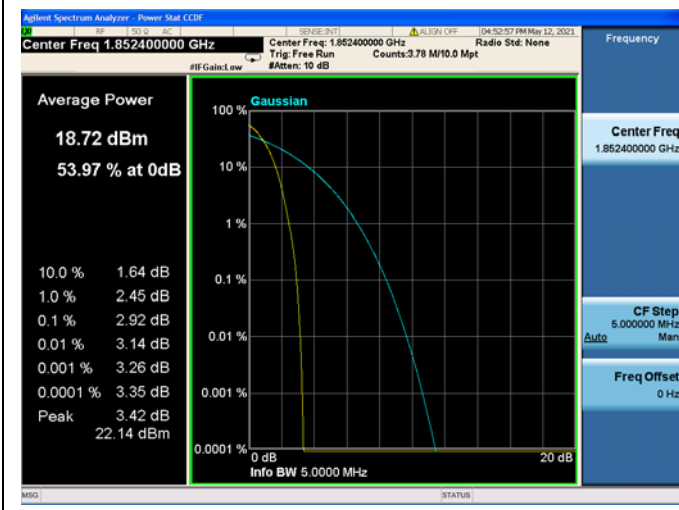 Agilent Spectrum Analyzer - Power Stat CCDF
RF 50 Ω AC SENSE:INT ALIGN OFF 04:52:57 PM May 12, 2021
Center Freq 1.852400000 GHz
Center Freq: 1.852400000 GHz Radio Std: None
Trig: Free Run Counts:3.78 M/10.0 Mpt
#IFGain:Low #Atten: 10 dB
Frequency
Average Power
18.72 dBm
53.97 % at 0dB
10.0 % 1.64 dB
1.0 % 2.45 dB
0.1 % 2.92 dB
0.01 % 3.14 dB
0.001 % 3.26 dB
0.0001 % 3.35 dB
Peak 3.42 dB
22.14 dBm
Gaussian
100 %
10 %
1 %
0.1 %
0.01 %
0.001 %
0.0001 %
0 dB 20 dB
Info BW 5.0000 MHz
Center Freq
1.852400000 GHz
CF Step
5.000000 MHz
Auto Man
Freq Offset
0 Hz
MSG STATUS